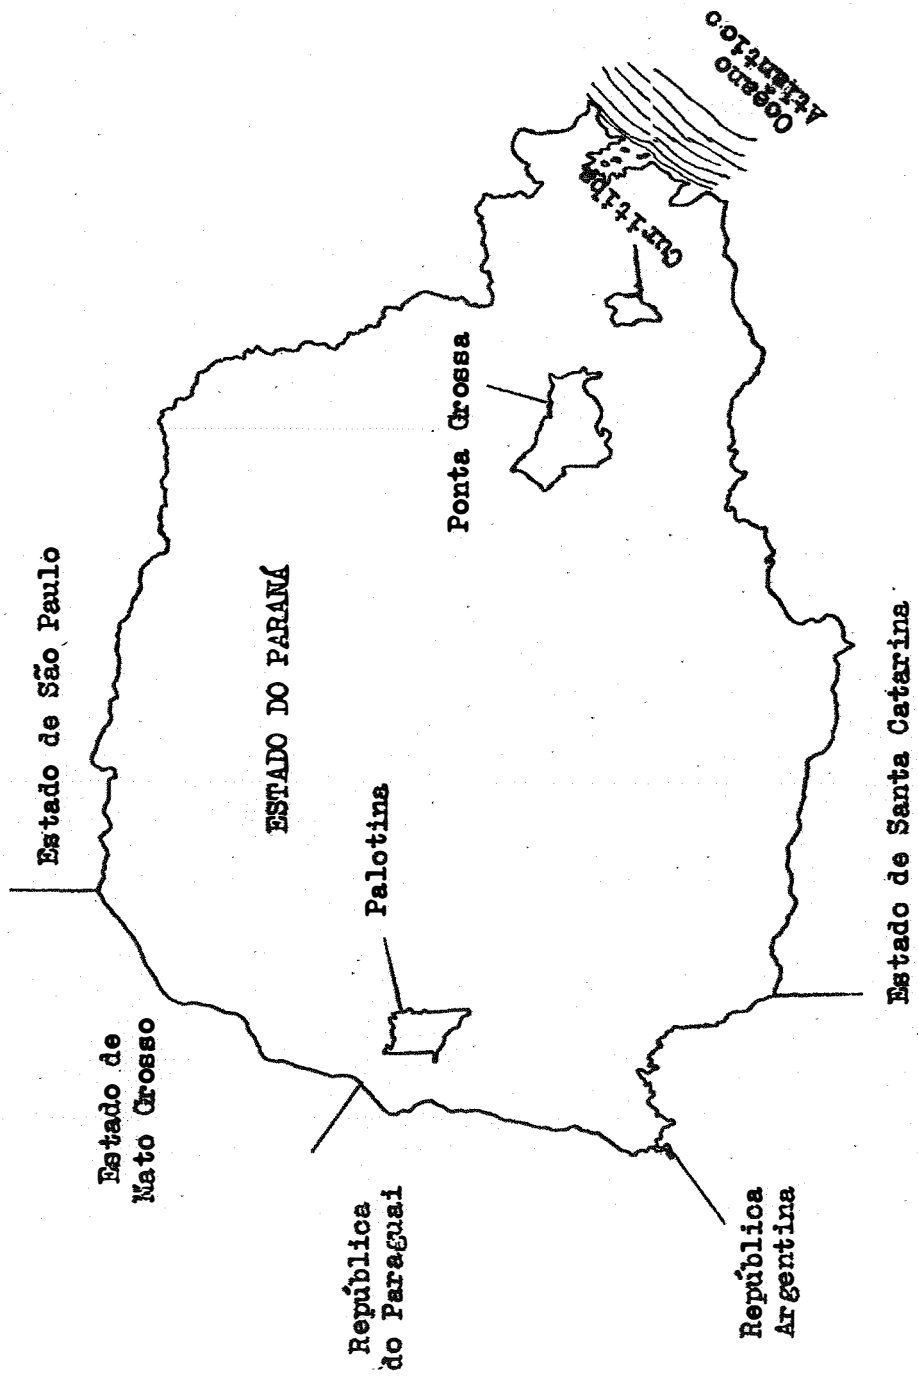 Estado de São Paulo
Estado de
Mato Grosso
ESTADO DO PARANÁ
República
do Paraguai
Palotina
Ponta Grossa
Curitiba
Oceano
Atlântico
República
Argentina
Estado de Santa Catarina